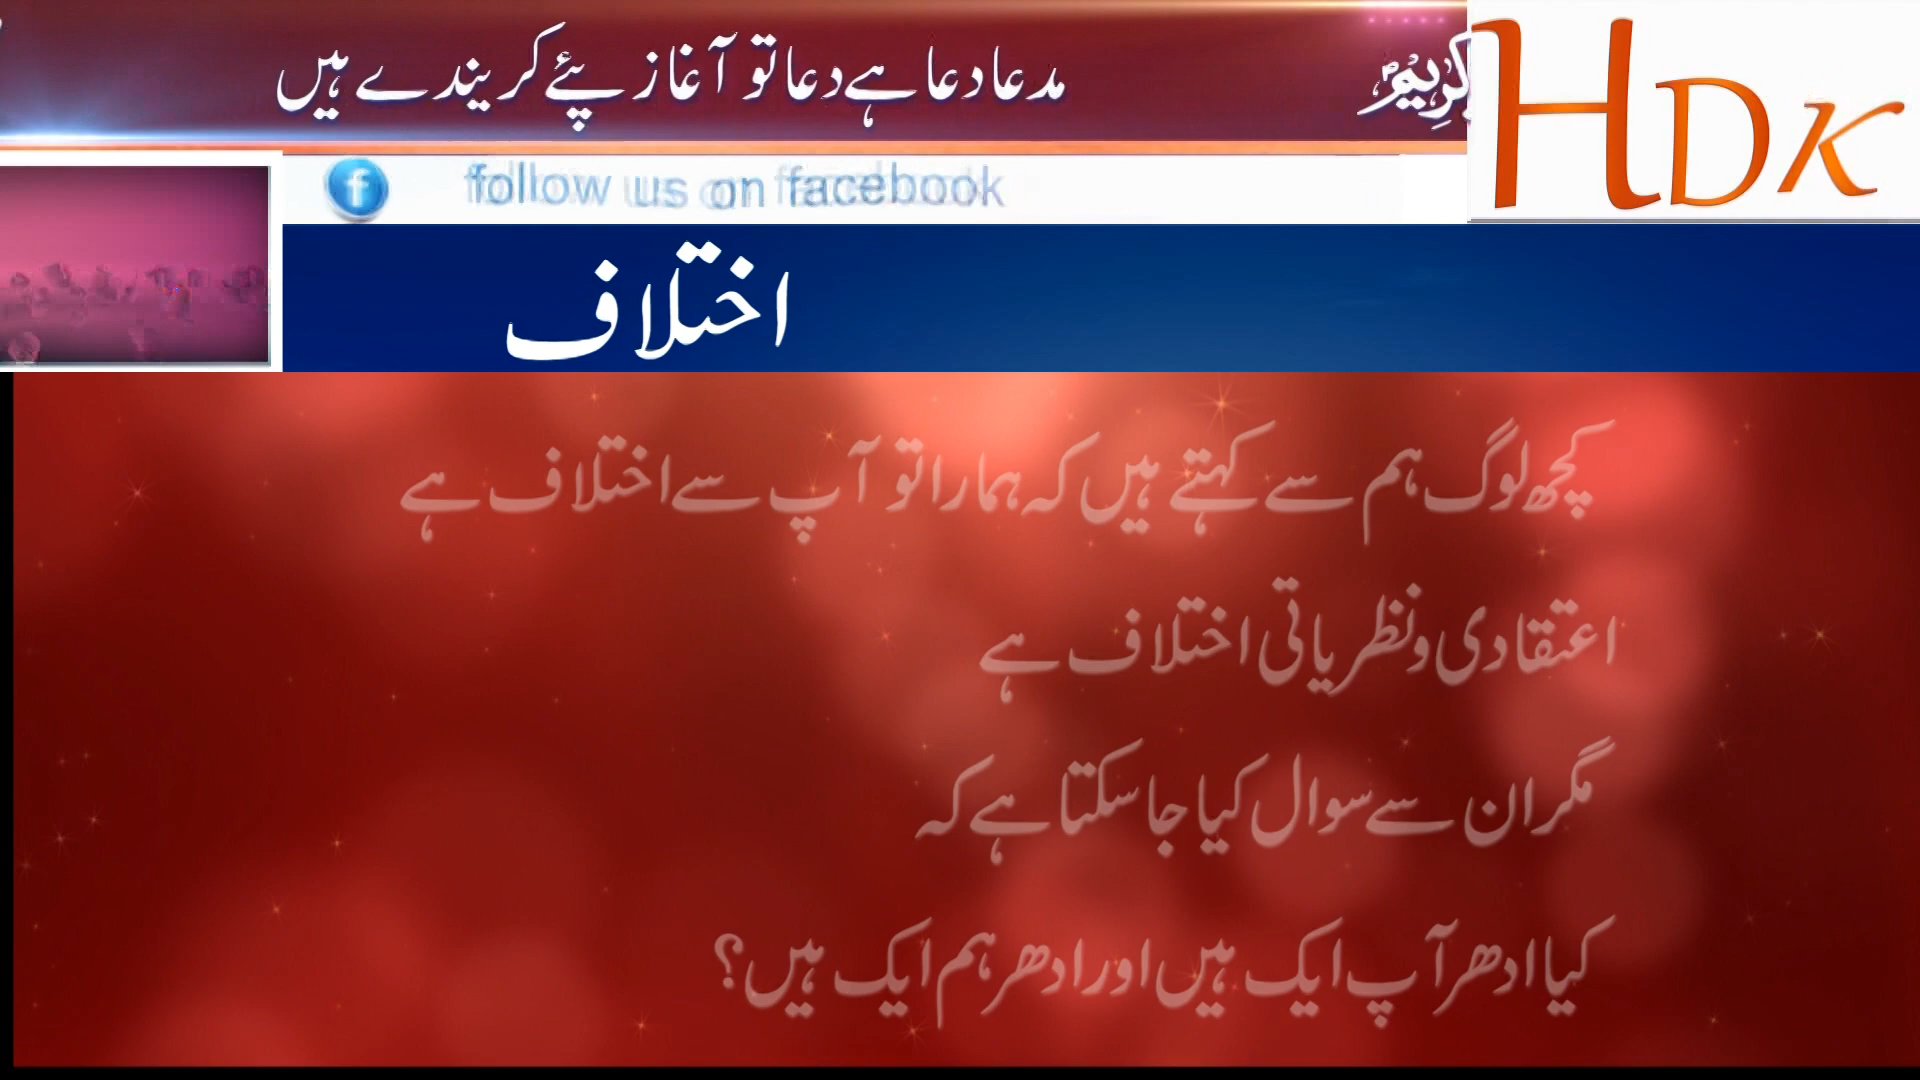 مدعا دعا ہے دعا تو آغاز پئے کریندے ہیں
کریم
HDK
follow us on facebook
اختلاف
کچھ لوگ ہم سے کہتے ہیں کہ ہمارا تو آپ سے اختلاف ہے
اعتقادی و نظریاتی اختلاف ہے
مگر ان سے سوال کیا جا سکتا ہے کہ
کیا ادھر آپ ایک ہیں اور ادھر ہم ایک ہیں؟